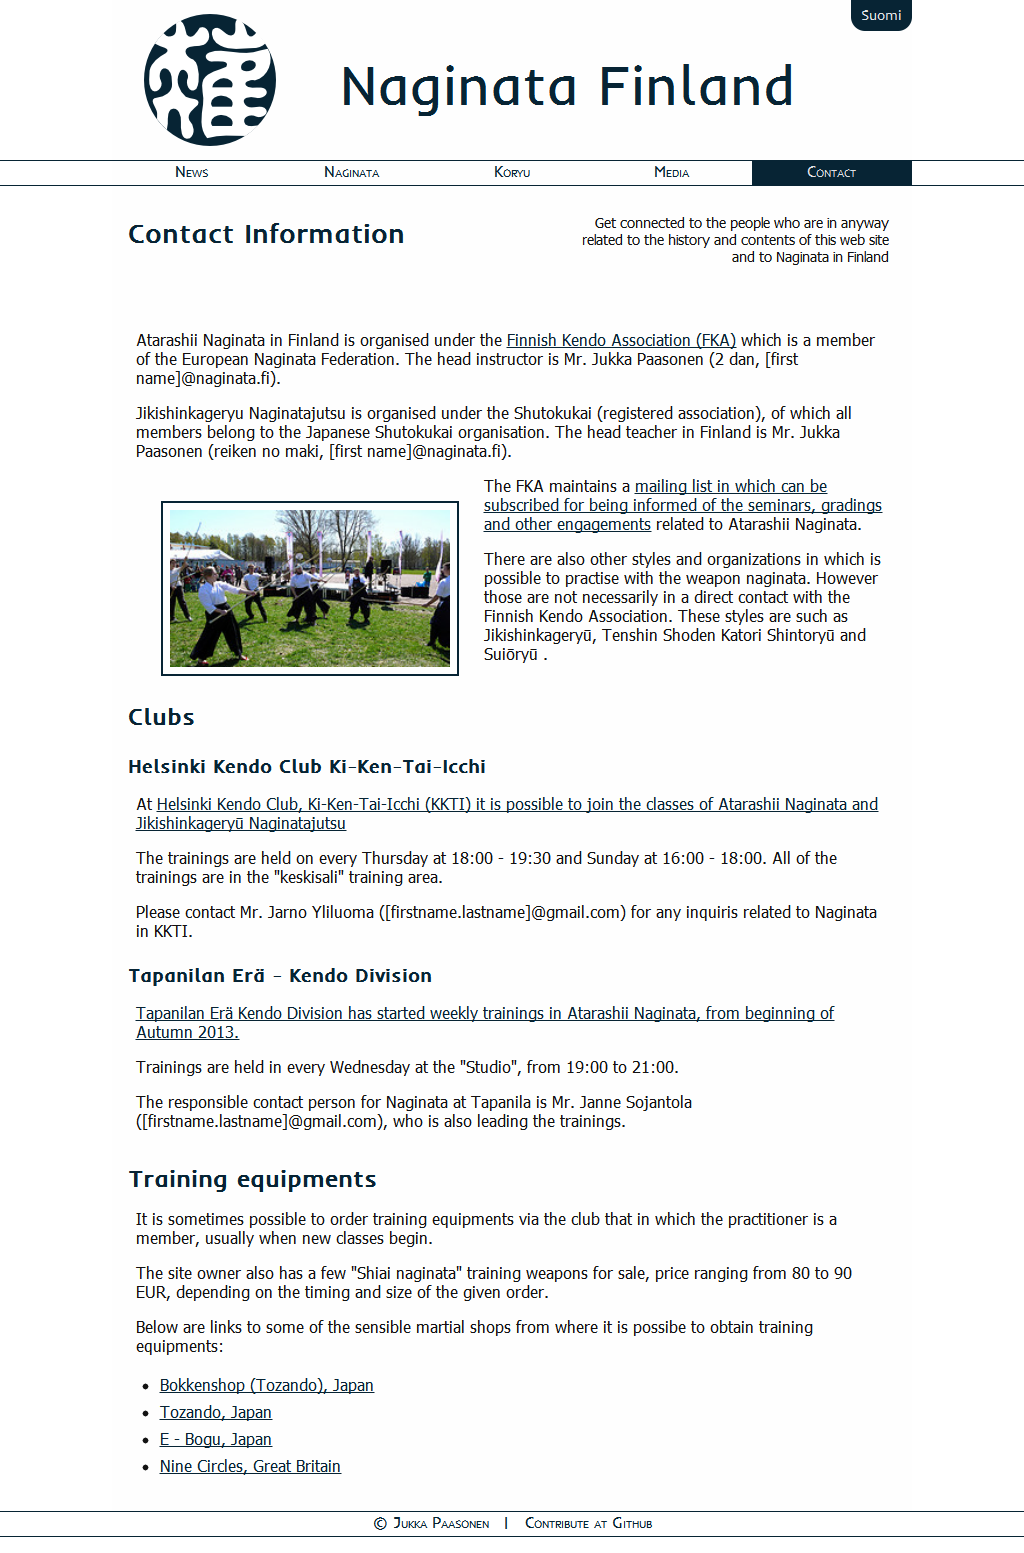 Suomi
Naginata Finland
News
Naginata
Koryu
Media
Contact
Contact Information
Get connected to the people who are in anyway
related to the history and contents of this web site
and to Naginata in Finland
Atarashii Naginata in Finland is organised under the Finnish Kendo Association (FKA) which is a member
of the European Naginata Federation. The head instructor is Mr. Jukka Paasonen (2 dan, [first
name]@naginata.fi).
Jikishinkageryu Naginatajutsu is organised under the Shutokukai (registered association), of which all
members belong to the Japanese Shutokukai organisation. The head teacher in Finland is Mr. Jukka
Paasonen (reiken no maki, [first name]@naginata.fi).
The FKA maintains a mailing list in which can be
subscribed for being informed of the seminars, gradings
and other engagements related to Atarashii Naginata.
There are also other styles and organizations in which is
possible to practise with the weapon naginata. However
those are not necessarily in a direct contact with the
Finnish Kendo Association. These styles are such as
Jikishinkageryū, Tenshin Shoden Katori Shintoryū and
Suiōryū .
Clubs
Helsinki Kendo Club Ki-Ken-Tai-Icchi
At Helsinki Kendo Club, Ki-Ken-Tai-Icchi (KKTI) it is possible to join the classes of Atarashii Naginata and
Jikishinkageryū Naginatajutsu
The trainings are held on every Thursday at 18:00 - 19:30 and Sunday at 16:00 - 18:00. All of the
trainings are in the "keskisali" training area.
Please contact Mr. Jarno Yliluoma ([firstname.lastname]@gmail.com) for any inquiris related to Naginata
in KKTI.
Tapanilan Erä - Kendo Division
Tapanilan Erä Kendo Division has started weekly trainings in Atarashii Naginata, from beginning of
Autumn 2013.
Trainings are held in every Wednesday at the "Studio", from 19:00 to 21:00.
The responsible contact person for Naginata at Tapanila is Mr. Janne Sojantola
([firstname.lastname]@gmail.com), who is also leading the trainings.
Training equipments
It is sometimes possible to order training equipments via the club that in which the practitioner is a
member, usually when new classes begin.
The site owner also has a few "Shiai naginata" training weapons for sale, price ranging from 80 to 90
EUR, depending on the timing and size of the given order.
Below are links to some of the sensible martial shops from where it is possibe to obtain training
equipments:
• Bokkenshop (Tozando), Japan
• Tozando, Japan
• E - Bogu, Japan
• Nine Circles, Great Britain
© Jukka Paasonen | Contribute at Github